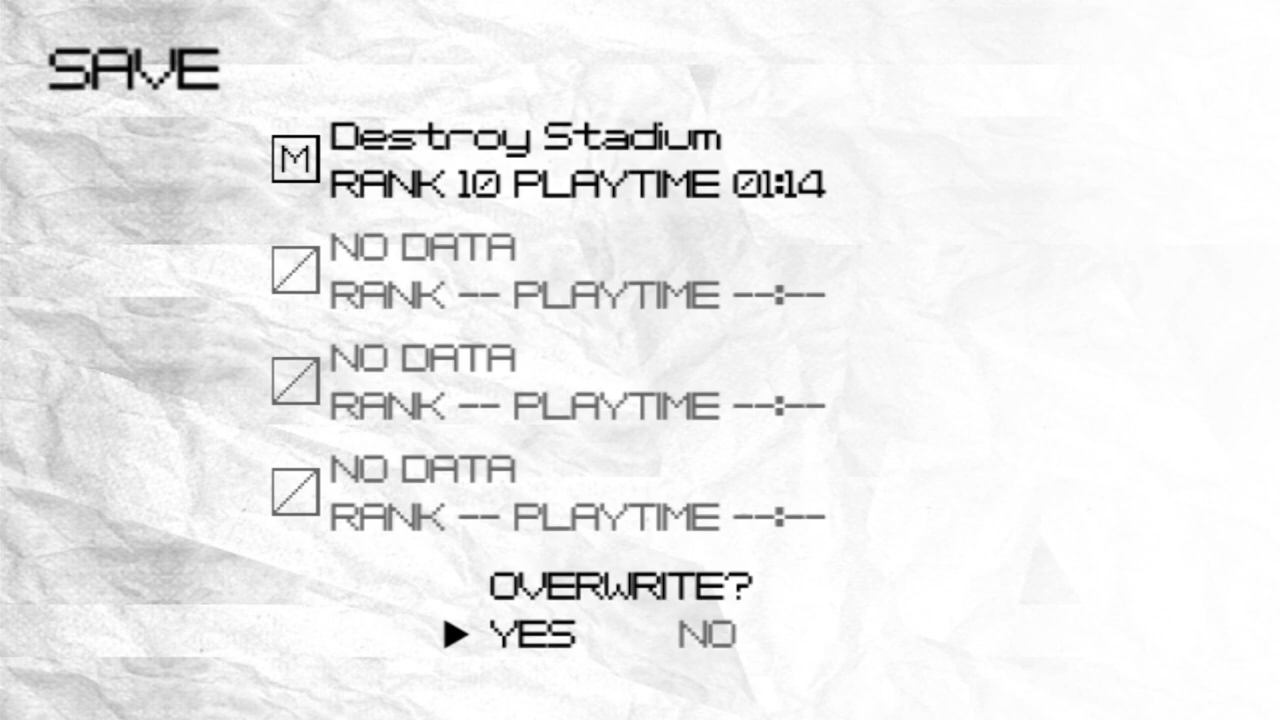 SAVE
M
Destroy Stadium
RANK 10 PLAYTIME 01:14
NO DATA
RANK -- PLAYTIME --:--
NO DATA
RANK -- PLAYTIME --:--
NO DATA
RANK -- PLAYTIME --:--
OVERWRITE?
▶ YES NO